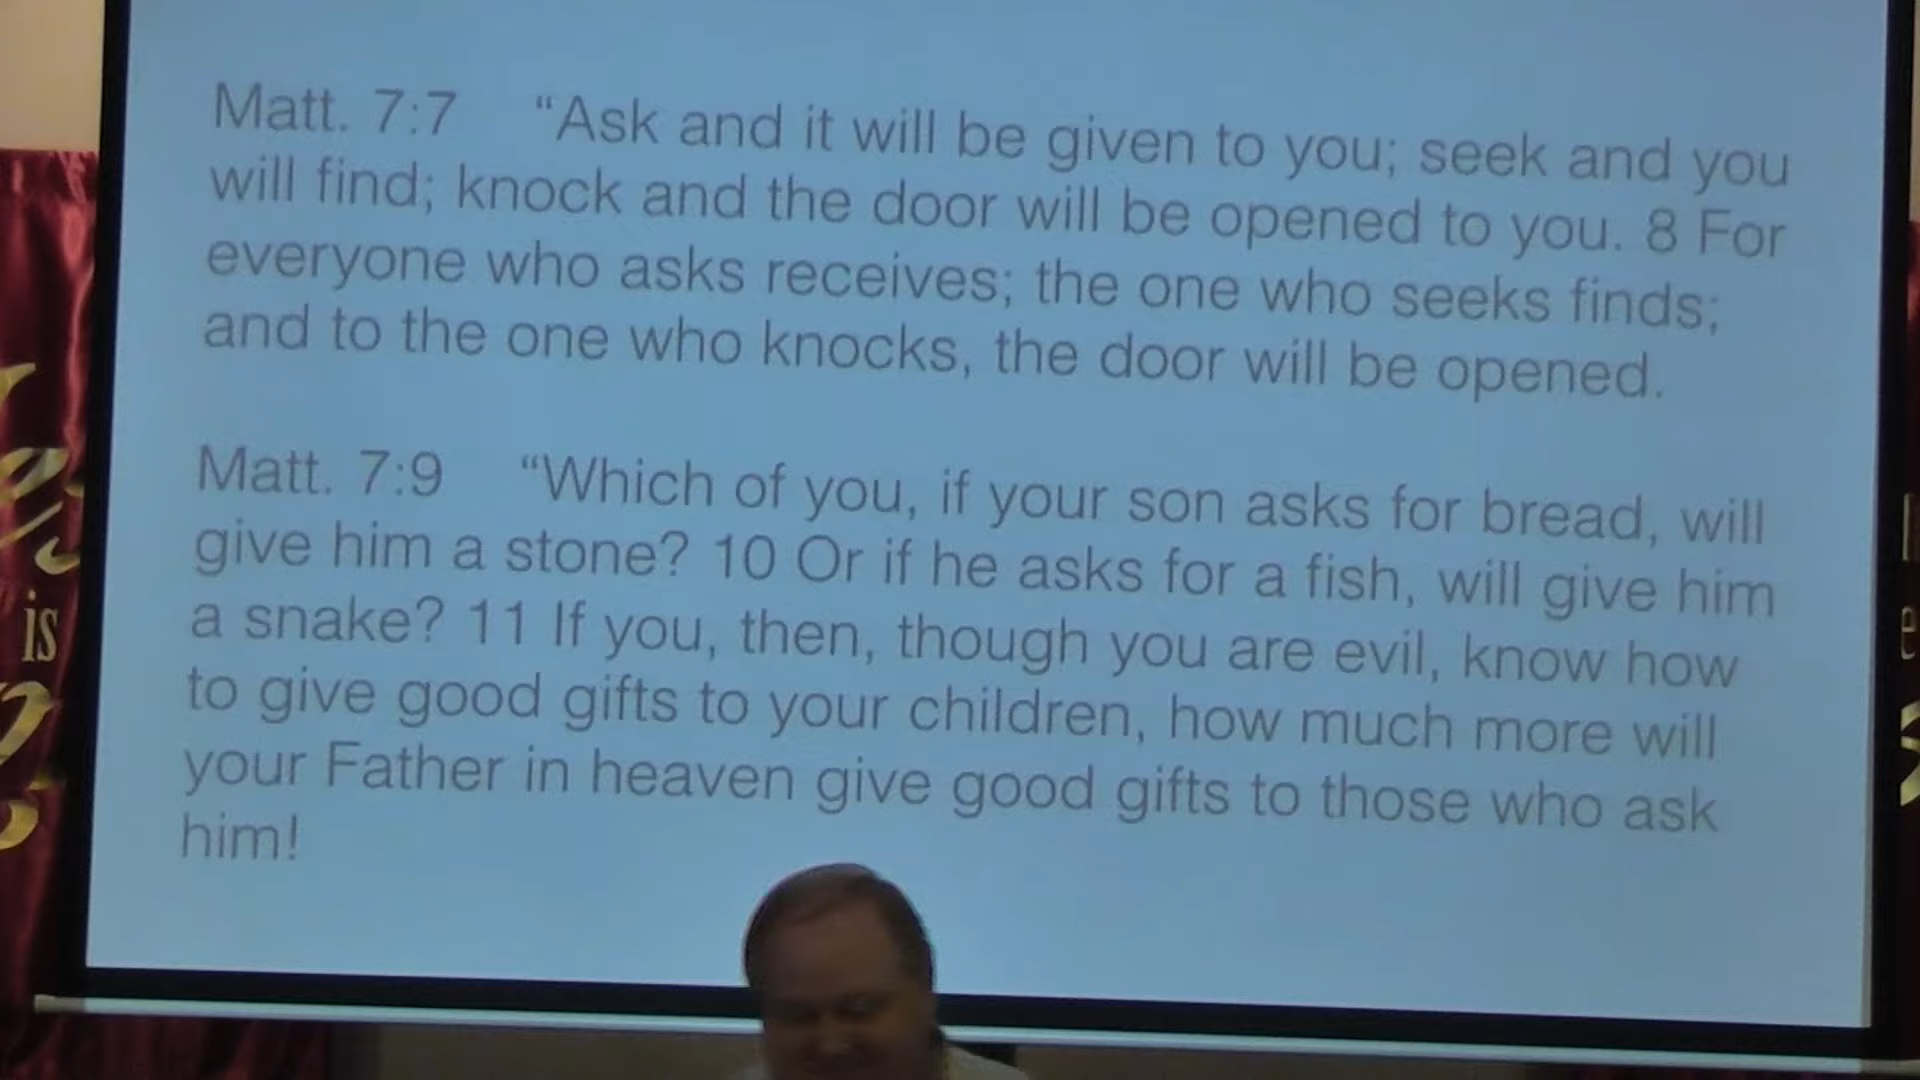 Matt. 7:7 “Ask and it will be given to you; seek and you
will find; knock and the door will be opened to you. 8 For
everyone who asks receives; the one who seeks finds;
and to the one who knocks, the door will be opened.
Matt. 7:9 “Which of you, if your son asks for bread, will
give him a stone? 10 Or if he asks for a fish, will give him
a snake? 11 If you, then, though you are evil, know how
to give good gifts to your children, how much more will
your Father in heaven give good gifts to those who ask
him!
is